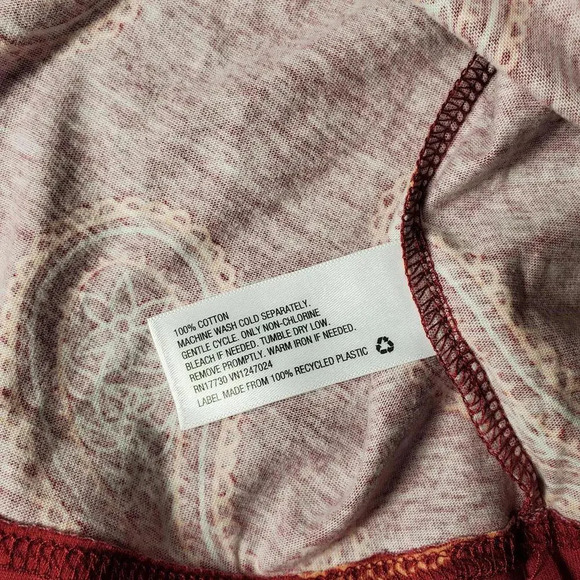 100% COTTON
MACHINE WASH COLD SEPARATELY.
GENTLE CYCLE. ONLY NON-CHLORINE
BLEACH IF NEEDED. TUMBLE DRY LOW.
REMOVE PROMPTLY. WARM IRON IF NEEDED.
RN17730 VN1247024
LABEL MADE FROM 100% RECYCLED PLASTIC